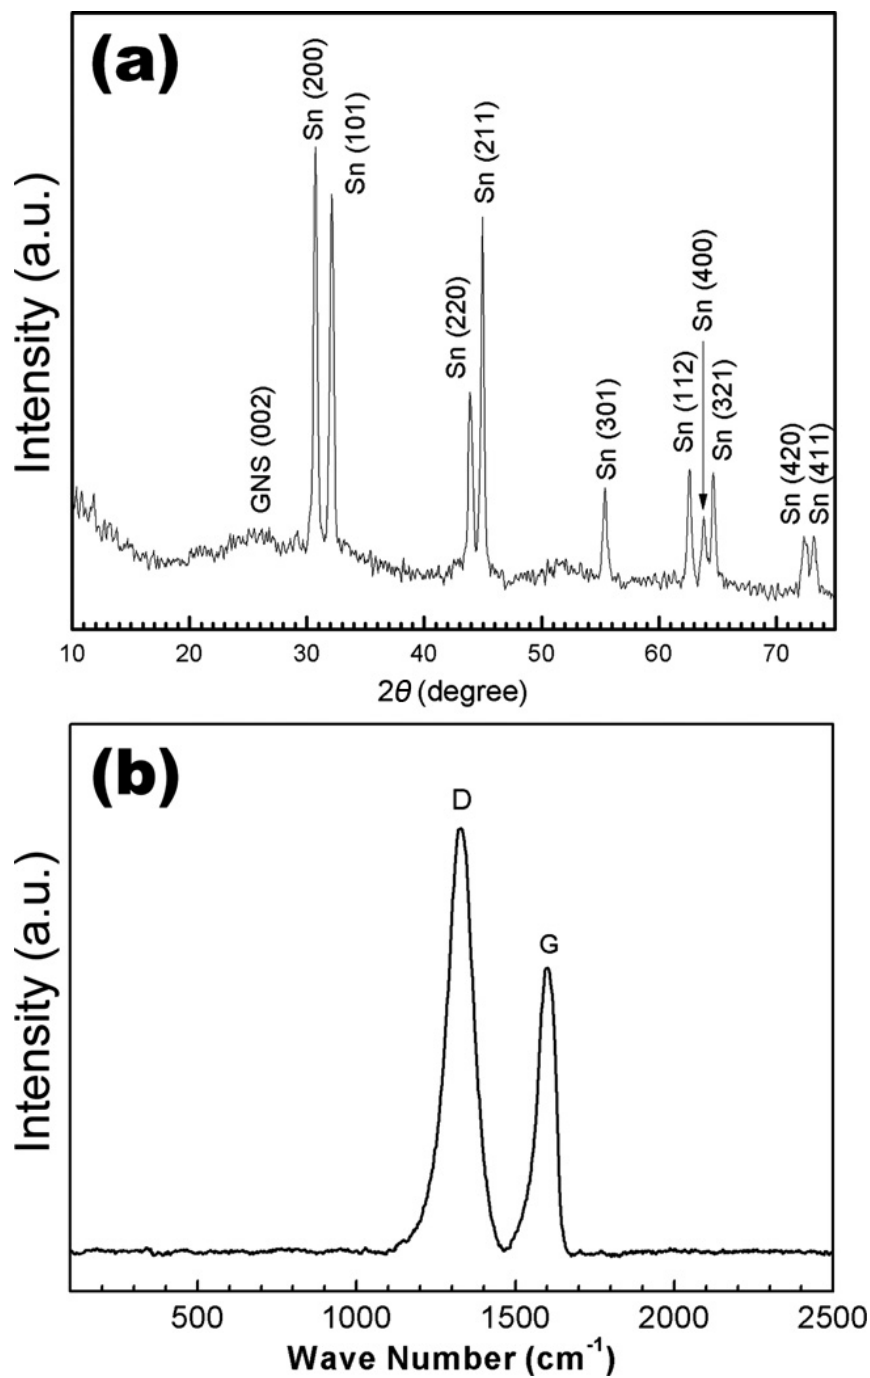 (a)
Intensity (a.u.)
GNS (002)
Sn (200)
Sn (101)
Sn (220)
Sn (211)
Sn (301)
Sn (112)
Sn (400)
Sn (321)
Sn (420)
Sn (411)
10 20 30 40 50 60 70
2θ (degree)
(b)
Intensity (a.u.)
D
G
500 1000 1500 2000 2500
Wave Number (cm⁻¹)